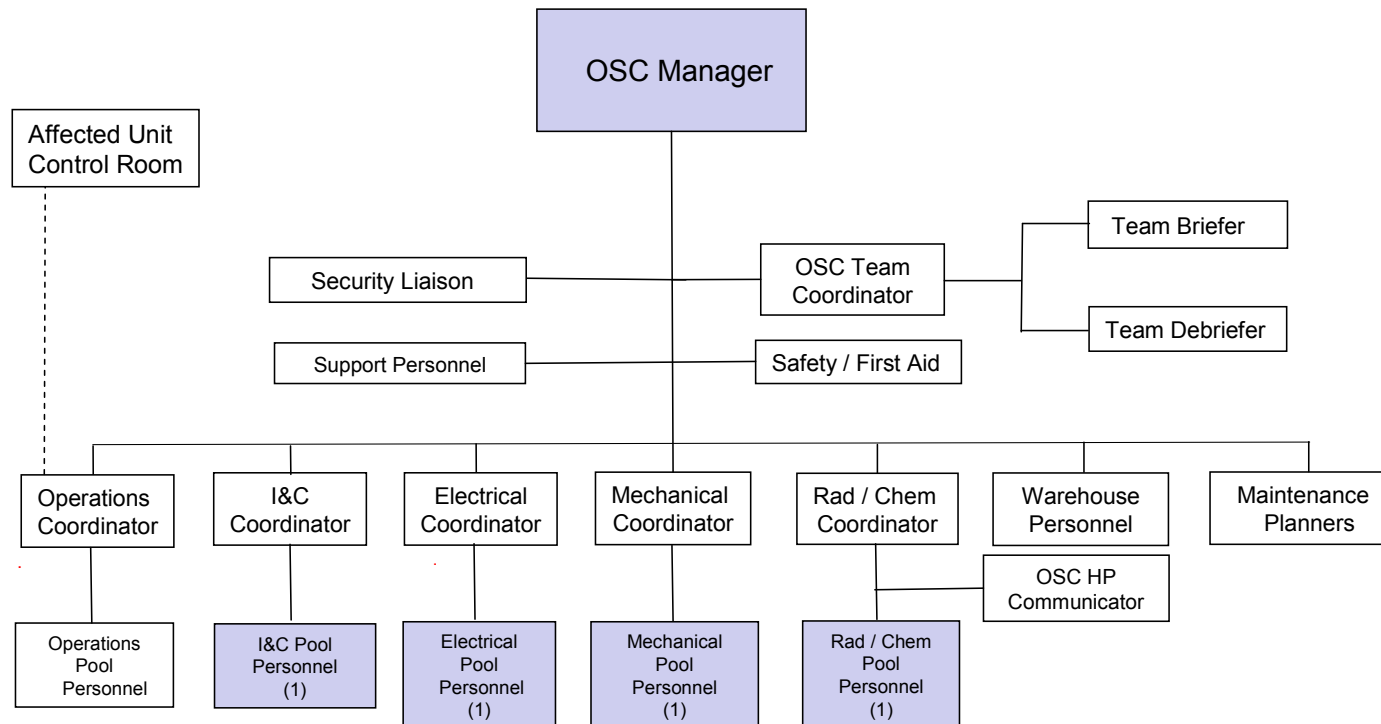 OSC Manager
Affected Unit
Control Room
Team Briefer
Security Liaison
OSC Team
Coordinator
Team Debriefer
Support Personnel
Safety / First Aid
Operations
Coordinator
I&C
Coordinator
Electrical
Coordinator
Mechanical
Coordinator
Rad / Chem
Coordinator
Warehouse
Personnel
Maintenance
Planners
OSC HP
Communicator
Operations
Pool
Personnel
I&C Pool
Personnel
(1)
Electrical
Pool
Personnel
(1)
Mechanical
Pool
Personnel
(1)
Rad / Chem
Pool
Personnel
(1)